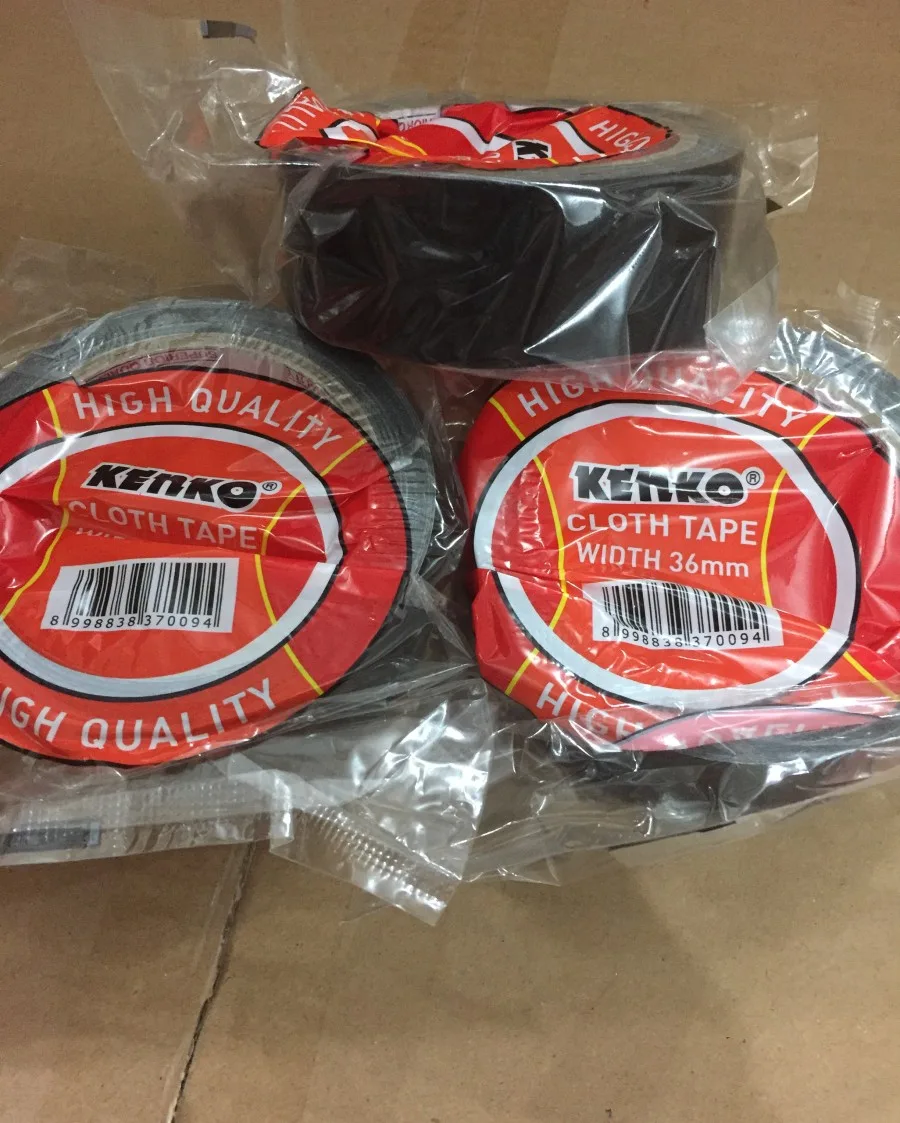 HIGH QUALITY
KENKO®
CLOTH TAPE
8 998838 370094
HIGH QUALITY
HIGH QUALITY
KENKO®
CLOTH TAPE
WIDTH 36mm
8 998838 370094
HIGH